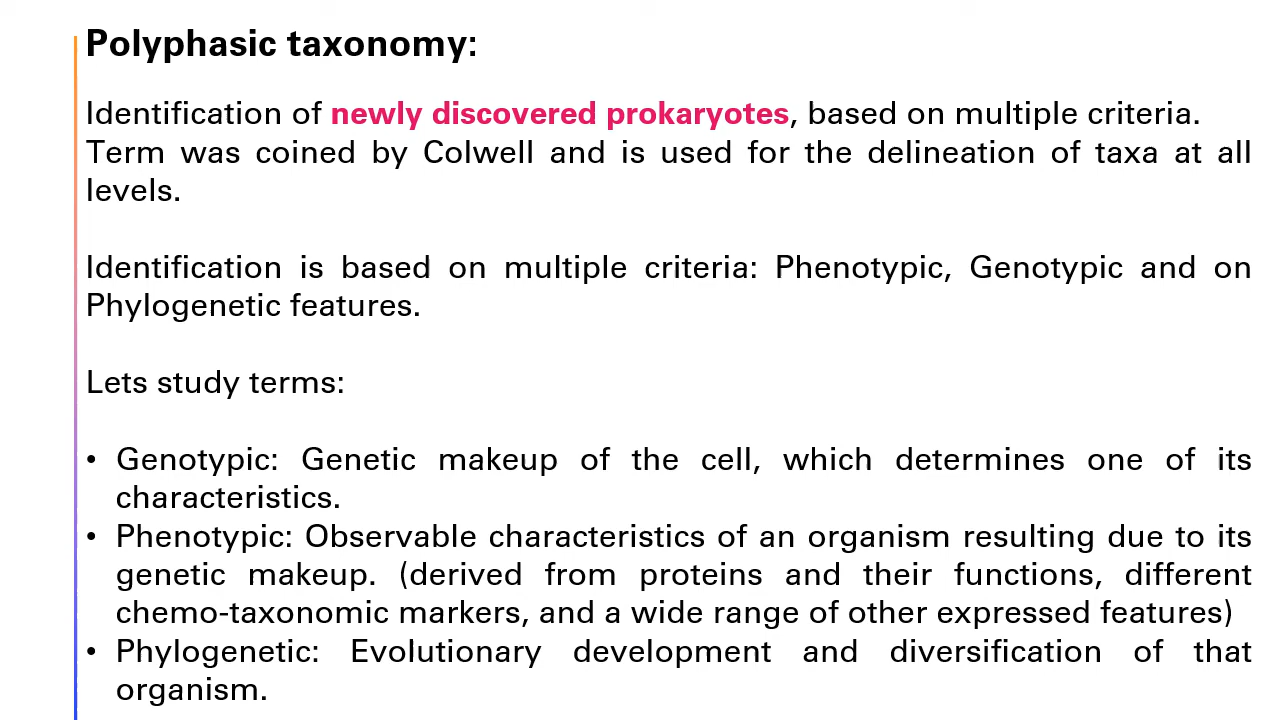 Polyphasic taxonomy:
Identification of newly discovered prokaryotes, based on multiple criteria.
Term was coined by Colwell and is used for the delineation of taxa at all
levels.
Identification is based on multiple criteria: Phenotypic, Genotypic and on
Phylogenetic features.
Lets study terms:
• Genotypic: Genetic makeup of the cell, which determines one of its
characteristics.
• Phenotypic: Observable characteristics of an organism resulting due to its
genetic makeup. (derived from proteins and their functions, different
chemo-taxonomic markers, and a wide range of other expressed features)
• Phylogenetic: Evolutionary development and diversification of that
organism.